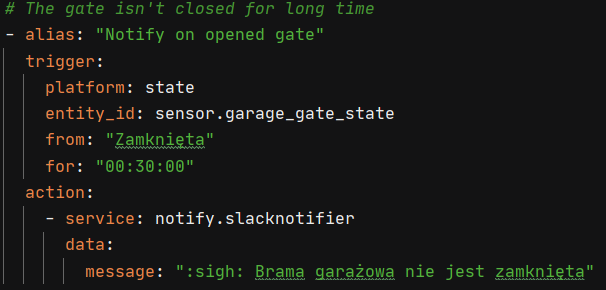 # The gate isn't closed for long time
- alias: "Notify on opened gate"
trigger:
platform: state
entity_id: sensor.garage_gate_state
from: "Zamknięta"
for: "00:30:00"
action:
- service: notify.slacknotifier
data:
message: ":sigh: Brama garażowa nie jest zamknięta"